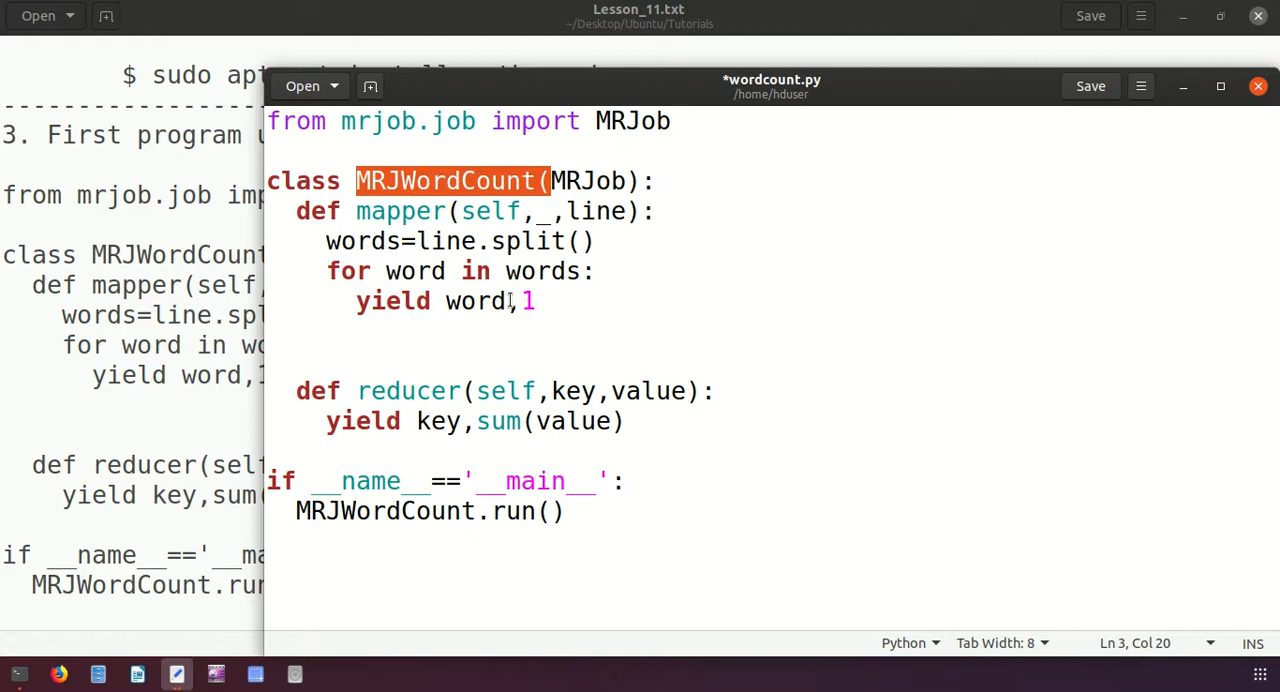 Open
Lesson_11.txt
~/Desktop/Ubuntu/Tutorials
Save
$ sudo
3. First program
from mrjob.job
class MRJWordCount
def mapper(self,
words=line.spl
for word in
yield word,1
def reducer(self
yield key,sum(
if __name__=='__ma
MRJWordCount.run
Open
*wordcount.py
/home/hduser
Save
from mrjob.job import MRJob
class MRJWordCount(MRJob):
def mapper(self,_,line):
words=line.split()
for word in words:
yield word,1
def reducer(self,key,value):
yield key,sum(value)
if __name__=='__main__':
MRJWordCount.run()
Python
Tab Width: 8
Ln 3, Col 20
INS